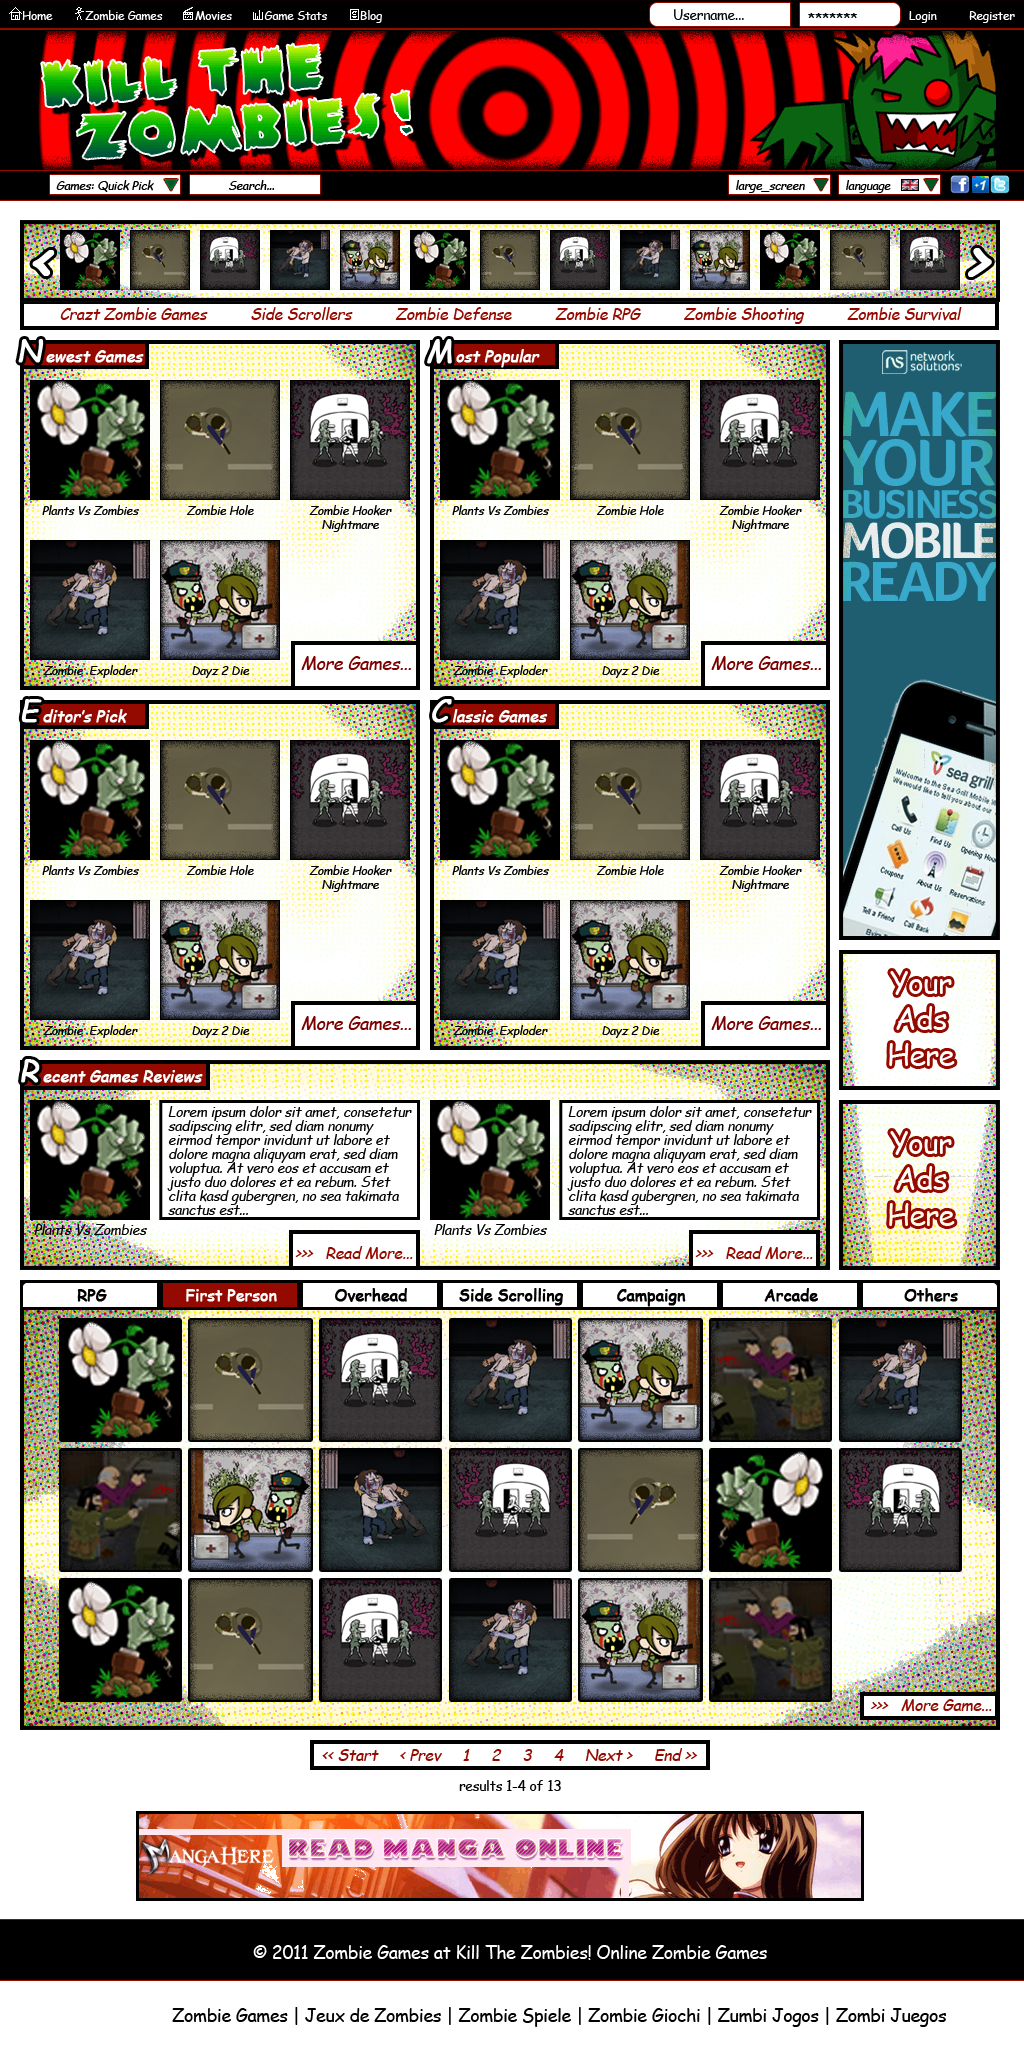 Home Zombie Games Movies Game Stats Blog Username... ******* Login Register
KILL THE
ZOMBIES!
Games: Quick Pick Search... large_screen language
Crazt Zombie Games Side Scrollers Zombie Defense Zombie RPG Zombie Shooting Zombie Survival
Newest Games
Plants Vs Zombies Zombie Hole Zombie Hooker
Nightmare
Zombie Exploder Dayz 2 Die
More Games...
Most Popular
Plants Vs Zombies Zombie Hole Zombie Hooker
Nightmare
Zombie Exploder Dayz 2 Die
More Games...
network
solutions
MAKE
YOUR
BUSINESS
MOBILE
READY
sea grill
Call Us
Find Us
Coupons
About Us
Reservations
Tell a Friend
Call Back
Editor's Pick
Plants Vs Zombies Zombie Hole Zombie Hooker
Nightmare
Zombie Exploder Dayz 2 Die
More Games...
Classic Games
Plants Vs Zombies Zombie Hole Zombie Hooker
Nightmare
Zombie Exploder Dayz 2 Die
More Games...
Your
Ads
Here
Recent Games Reviews
Plants Vs Zombies
Lorem ipsum dolor sit amet, consetetur
sadipscing elitr, sed diam nonumy
eirmod tempor invidunt ut labore et
dolore magna aliquyam erat, sed diam
voluptua. At vero eos et accusam et
justo duo dolores et ea rebum. Stet
clita kasd gubergren, no sea takimata
sanctus est...
>>> Read More...
Plants Vs Zombies
Lorem ipsum dolor sit amet, consetetur
sadipscing elitr, sed diam nonumy
eirmod tempor invidunt ut labore et
dolore magna aliquyam erat, sed diam
voluptua. At vero eos et accusam et
justo duo dolores et ea rebum. Stet
clita kasd gubergren, no sea takimata
sanctus est...
>>> Read More...
Your
Ads
Here
RPG First Person Overhead Side Scrolling Campaign Arcade Others
>>> More Game...
<< Start < Prev 1 2 3 4 Next > End >>
results 1-4 of 13
MANGAHERE READ MANGA ONLINE
© 2011 Zombie Games at Kill The Zombies! Online Zombie Games
Zombie Games | Jeux de Zombies | Zombie Spiele | Zombie Giochi | Zumbi Jogos | Zombi Juegos